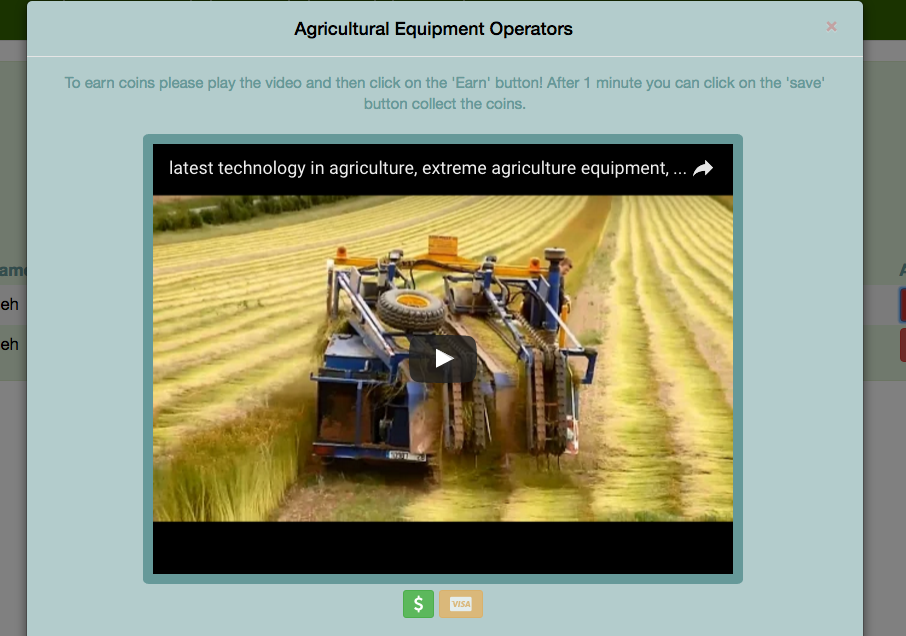 Agricultural Equipment Operators
×
To earn coins please play the video and then click on the 'Earn' button! After 1 minute you can click on the 'save'
button collect the coins.
latest technology in agriculture, extreme agriculture equipment, ...
ame
A
eh
eh
$
VISA